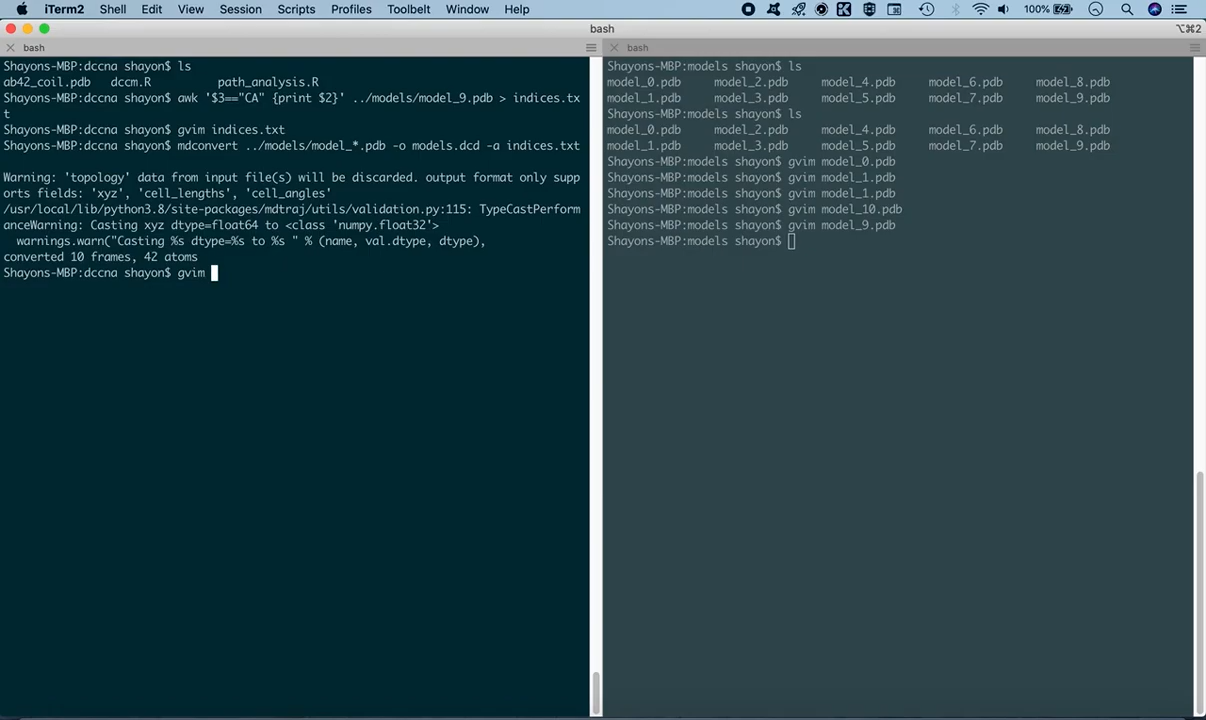 iTerm2 Shell Edit View Session Scripts Profiles Toolbelt Window Help 100%
bash ⌥⌘2
bash
Shayons-MBP:dccna shayon$ ls
ab42_coil.pdb dccm.R path_analysis.R
Shayons-MBP:dccna shayon$ awk '$3=="CA" {print $2}' ../models/model_9.pdb > indices.tx
t
Shayons-MBP:dccna shayon$ gvim indices.txt
Shayons-MBP:dccna shayon$ mdconvert ../models/model_*.pdb -o models.dcd -a indices.txt
Warning: 'topology' data from input file(s) will be discarded. output format only supp
orts fields: 'xyz', 'cell_lengths', 'cell_angles'
/usr/local/lib/python3.8/site-packages/mdtraj/utils/validation.py:115: TypeCastPerform
anceWarning: Casting xyz dtype=float64 to <class 'numpy.float32'>
warnings.warn("Casting %s dtype=%s to %s " % (name, val.dtype, dtype),
converted 10 frames, 42 atoms
Shayons-MBP:dccna shayon$ gvim
bash
Shayons-MBP:models shayon$ ls
model_0.pdb model_2.pdb model_4.pdb model_6.pdb model_8.pdb
model_1.pdb model_3.pdb model_5.pdb model_7.pdb model_9.pdb
Shayons-MBP:models shayon$ ls
model_0.pdb model_2.pdb model_4.pdb model_6.pdb model_8.pdb
model_1.pdb model_3.pdb model_5.pdb model_7.pdb model_9.pdb
Shayons-MBP:models shayon$ gvim model_0.pdb
Shayons-MBP:models shayon$ gvim model_1.pdb
Shayons-MBP:models shayon$ gvim model_1.pdb
Shayons-MBP:models shayon$ gvim model_10.pdb
Shayons-MBP:models shayon$ gvim model_9.pdb
Shayons-MBP:models shayon$